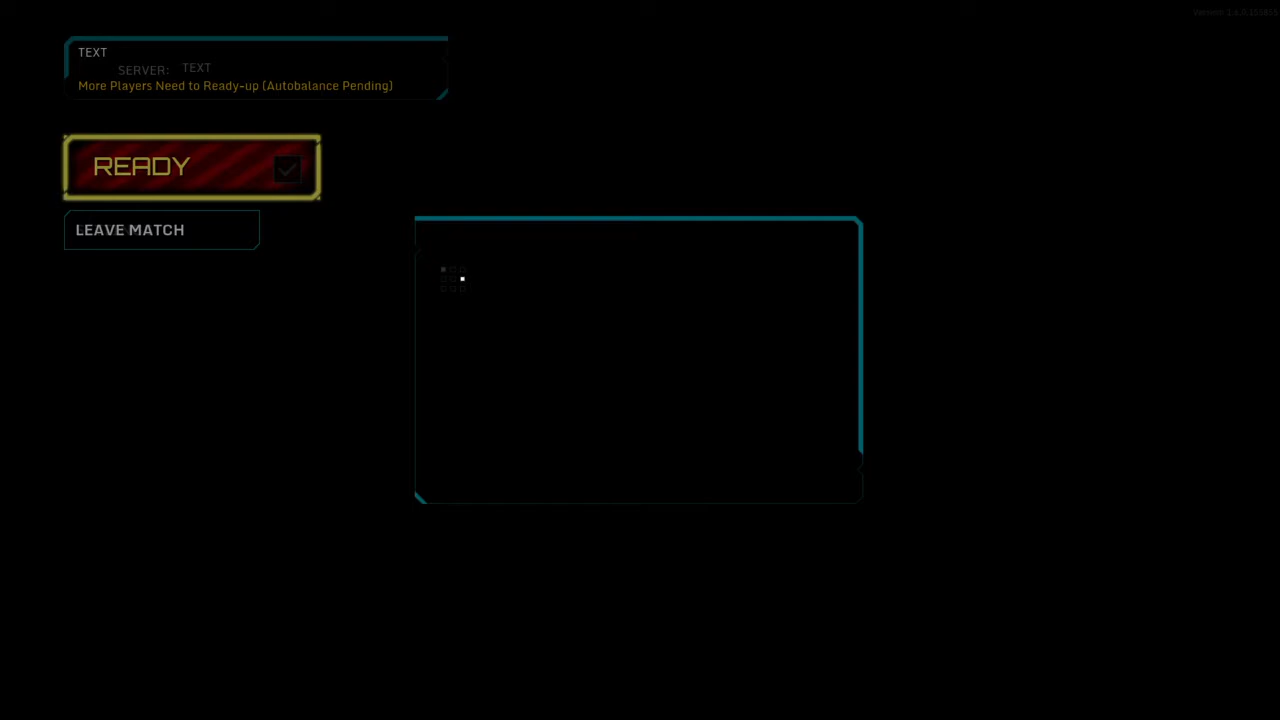 TEXT
SERVER: TEXT
More Players Need to Ready-up (Autobalance Pending)
READY
LEAVE MATCH